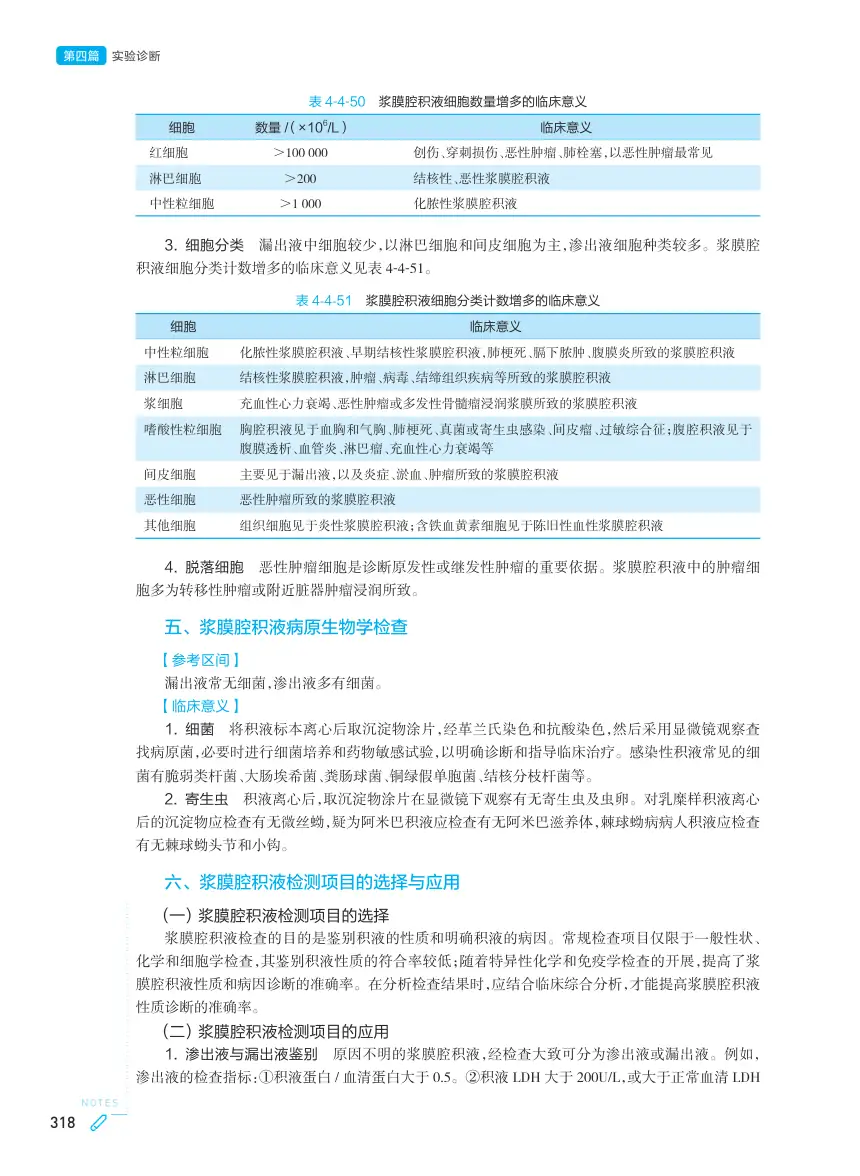 第四篇 实验诊断
表 4-4-50 浆膜腔积液细胞数量增多的临床意义
细胞 数量 /（×10⁶/L） 临床意义
红细胞 >100 000 创伤、穿刺损伤、恶性肿瘤、肺栓塞，以恶性肿瘤最常见
淋巴细胞 >200 结核性、恶性浆膜腔积液
中性粒细胞 >1 000 化脓性浆膜腔积液
3. 细胞分类 漏出液中细胞较少，以淋巴细胞和间皮细胞为主，渗出液细胞种类较多。浆膜腔
积液细胞分类计数增多的临床意义见表 4-4-51。
表 4-4-51 浆膜腔积液细胞分类计数增多的临床意义
细胞 临床意义
中性粒细胞 化脓性浆膜腔积液、早期结核性浆膜腔积液，肺梗死、膈下脓肿、腹膜炎所致的浆膜腔积液
淋巴细胞 结核性浆膜腔积液，肿瘤、病毒、结缔组织疾病等所致的浆膜腔积液
浆细胞 充血性心力衰竭、恶性肿瘤或多发性骨髓瘤浸润浆膜所致的浆膜腔积液
嗜酸性粒细胞 胸腔积液见于血胸和气胸、肺梗死、真菌或寄生虫感染、间皮瘤、过敏综合征；腹腔积液见于
腹膜透析、血管炎、淋巴瘤、充血性心力衰竭等
间皮细胞 主要见于漏出液，以及炎症、淤血、肿瘤所致的浆膜腔积液
恶性细胞 恶性肿瘤所致的浆膜腔积液
其他细胞 组织细胞见于炎性浆膜腔积液；含铁血黄素细胞见于陈旧性血性浆膜腔积液
4. 脱落细胞 恶性肿瘤细胞是诊断原发性或继发性肿瘤的重要依据。浆膜腔积液中的肿瘤细
胞多为转移性肿瘤或附近脏器肿瘤浸润所致。
五、浆膜腔积液病原生物学检查
【参考区间】
漏出液常无细菌，渗出液多有细菌。
【临床意义】
1. 细菌 将积液标本离心后取沉淀物涂片，经革兰氏染色和抗酸染色，然后采用显微镜观察查
找病原菌，必要时进行细菌培养和药物敏感试验，以明确诊断和指导临床治疗。感染性积液常见的细
菌有脆弱类杆菌、大肠埃希菌、粪肠球菌、铜绿假单胞菌、结核分枝杆菌等。
2. 寄生虫 积液离心后，取沉淀物涂片在显微镜下观察有无寄生虫及虫卵。对乳糜样积液离心
后的沉淀物应检查有无微丝蚴，疑为阿米巴积液应检查有无阿米巴滋养体，棘球蚴病病人积液应检查
有无棘球蚴头节和小钩。
六、浆膜腔积液检测项目的选择与应用
（一）浆膜腔积液检测项目的选择
浆膜腔积液检查的目的是鉴别积液的性质和明确积液的病因。常规检查项目仅限于一般性状、
化学和细胞学检查，其鉴别积液性质的符合率较低；随着特异性化学和免疫学检查的开展，提高了浆
膜腔积液性质和病因诊断的准确率。在分析检查结果时，应结合临床综合分析，才能提高浆膜腔积液
性质诊断的准确率。
（二）浆膜腔积液检测项目的应用
1. 渗出液与漏出液鉴别 原因不明的浆膜腔积液，经检查大致可分为渗出液或漏出液。例如，
渗出液的检查指标：①积液蛋白 / 血清蛋白大于 0.5。②积液 LDH 大于 200U/L，或大于正常血清 LDH
NOTES
318